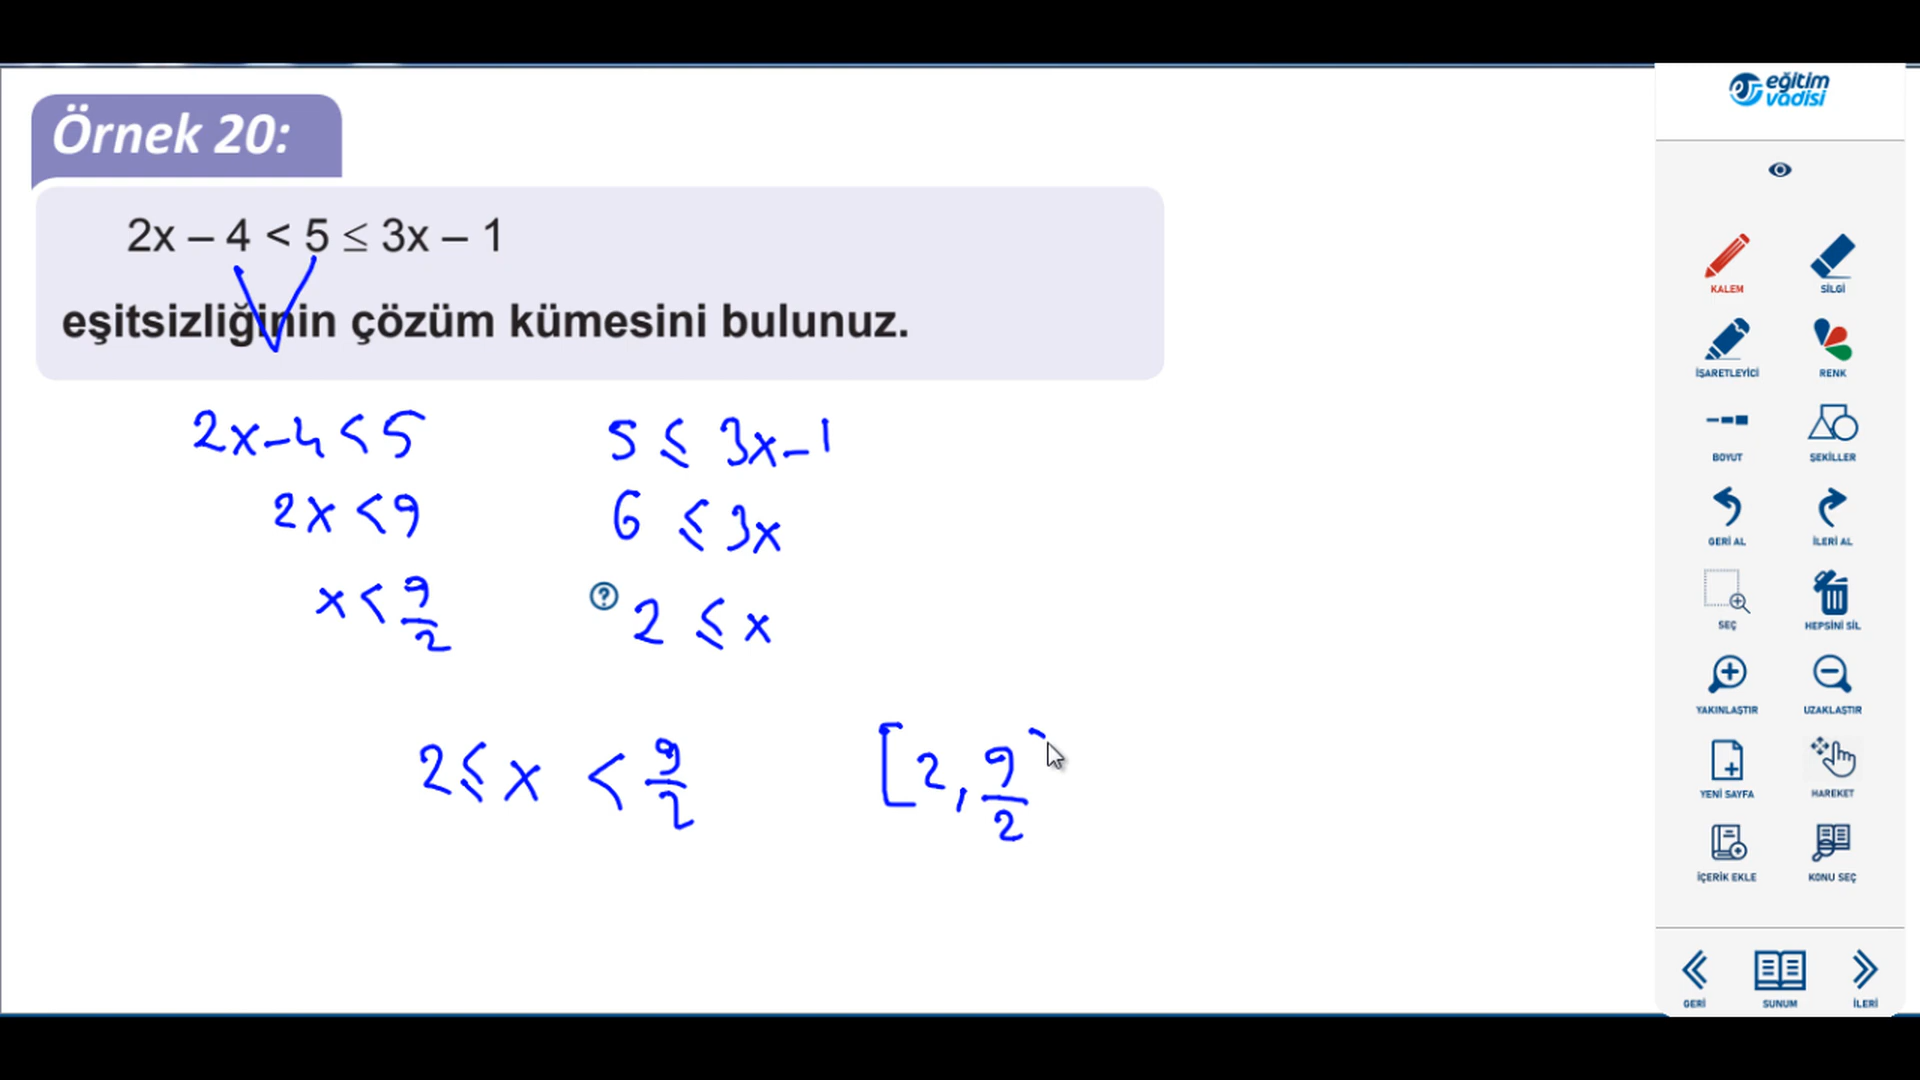 eğitim
vadisi
Örnek 20:
2x – 4 < 5 ≤ 3x – 1
eşitsizliğinin çözüm kümesini bulunuz.
2x-4<5
2x<9
x<9/2
5 ≤ 3x-1
6 ≤ 3x
2 ≤ x
2≤ x < 9/2
[2, 9/2
KALEM
SİLGİ
İŞARETLEYİCİ
RENK
BOYUT
ŞEKİLLER
GERİ AL
İLERİ AL
SEÇ
HEPSİNİ SİL
YAKINLAŞTIR
UZAKLAŞTIR
YENİ SAYFA
HAREKET
İÇERİK EKLE
KONU SEÇ
GERİ
SUNUM
İLERİ